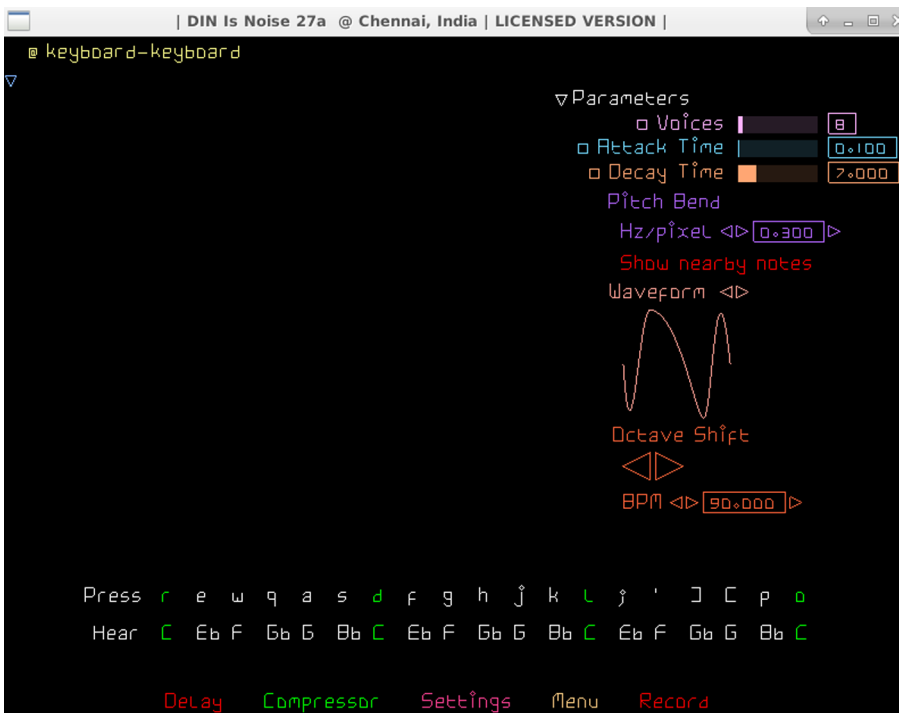 | DIN Is Noise 27a @ Chennai, India | LICENSED VERSION |
@ keyboard-keyboard
Parameters
Voices 8
Attack Time 0.100
Decay Time 7.000
Pitch Bend
Hz/pixel 0.300
Show nearby notes
Waveform
Octave Shift
BPM 90.000
Press r e w q a s d f g h j k l ; ' ] [ p o
Hear C Eb F Gb G Bb C Eb F Gb G Bb C Eb F Gb G Bb C
Delay Compressor Settings Menu Record